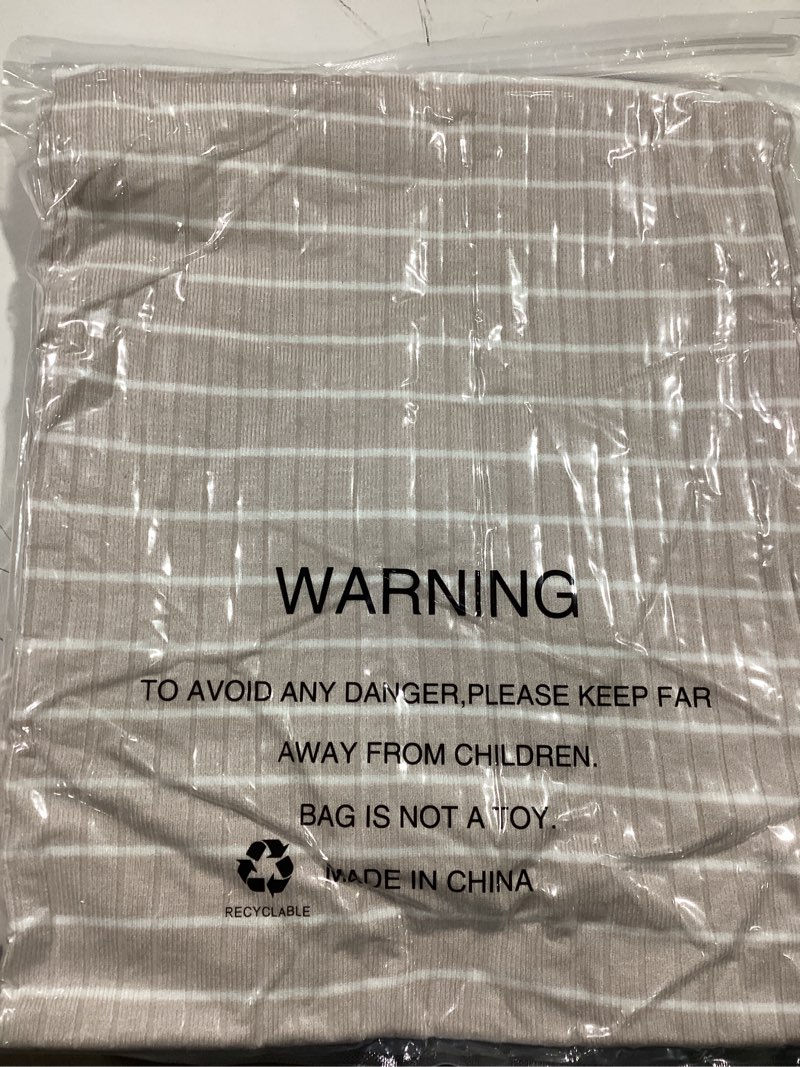 WARNING
TO AVOID ANY DANGER,PLEASE KEEP FAR
AWAY FROM CHILDREN.
BAG IS NOT A TOY.
MADE IN CHINA
RECYCLABLE